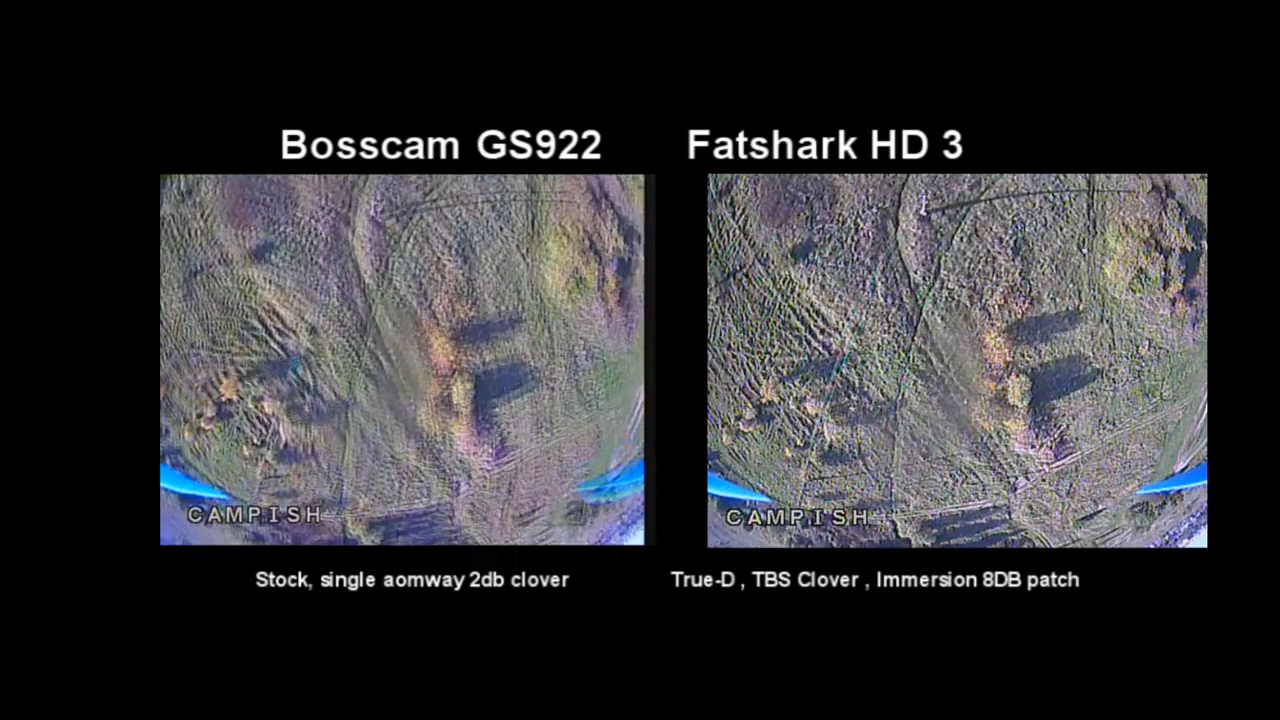 Bosscam GS922
Fatshark HD 3
CAMPISH
CAMPISH
Stock, single aomway 2db clover
True-D , TBS Clover , Immersion 8DB patch